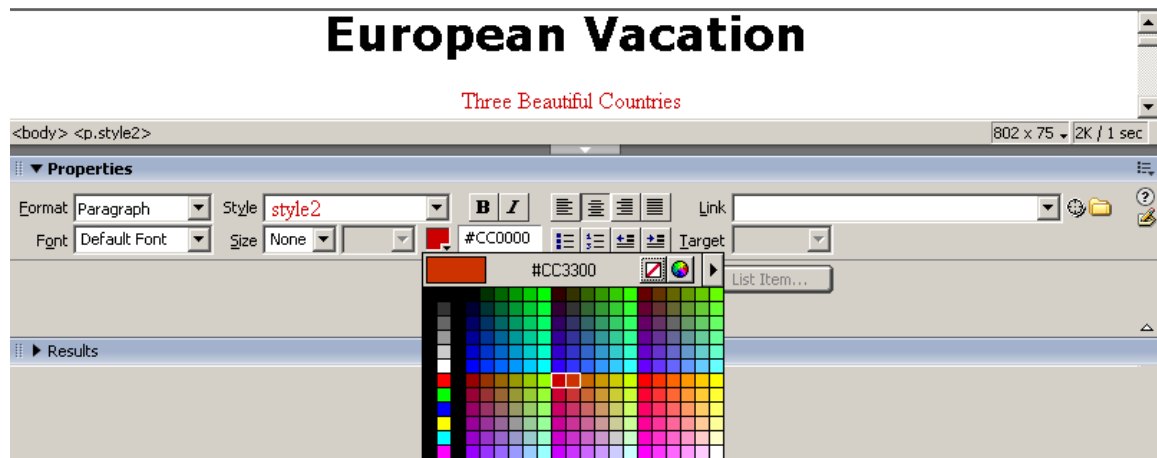 European Vacation
Three Beautiful Countries
<body> <p.style2> 802 x 75 2K / 1 sec
Properties
Format Paragraph Style style2 B I Link
Font Default Font Size None #CC0000 Target
#CC3300 List Item...
Results